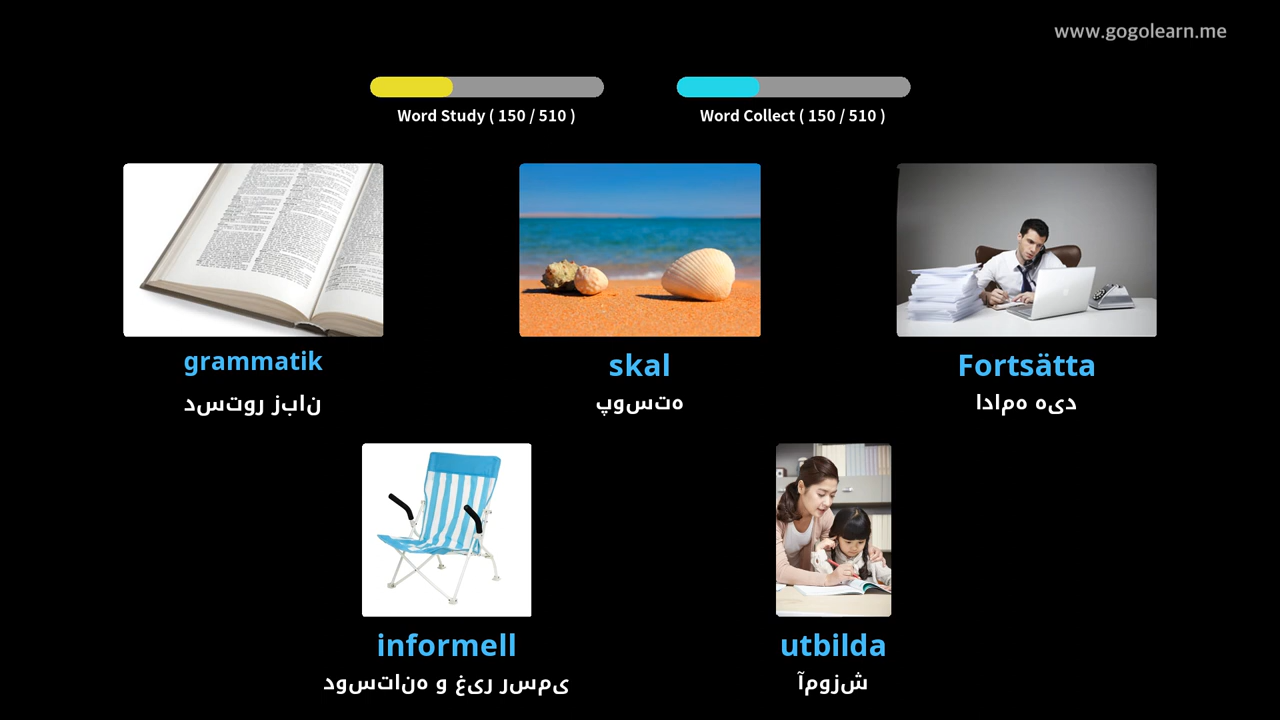 www.gogolearn.me
Word Study ( 150 / 510 )
Word Collect ( 150 / 510 )
grammatik
دستور زبان
skal
پوسته
Fortsätta
ادامه هید
informell
دوستانه و غیر رسمی
utbilda
آموزش